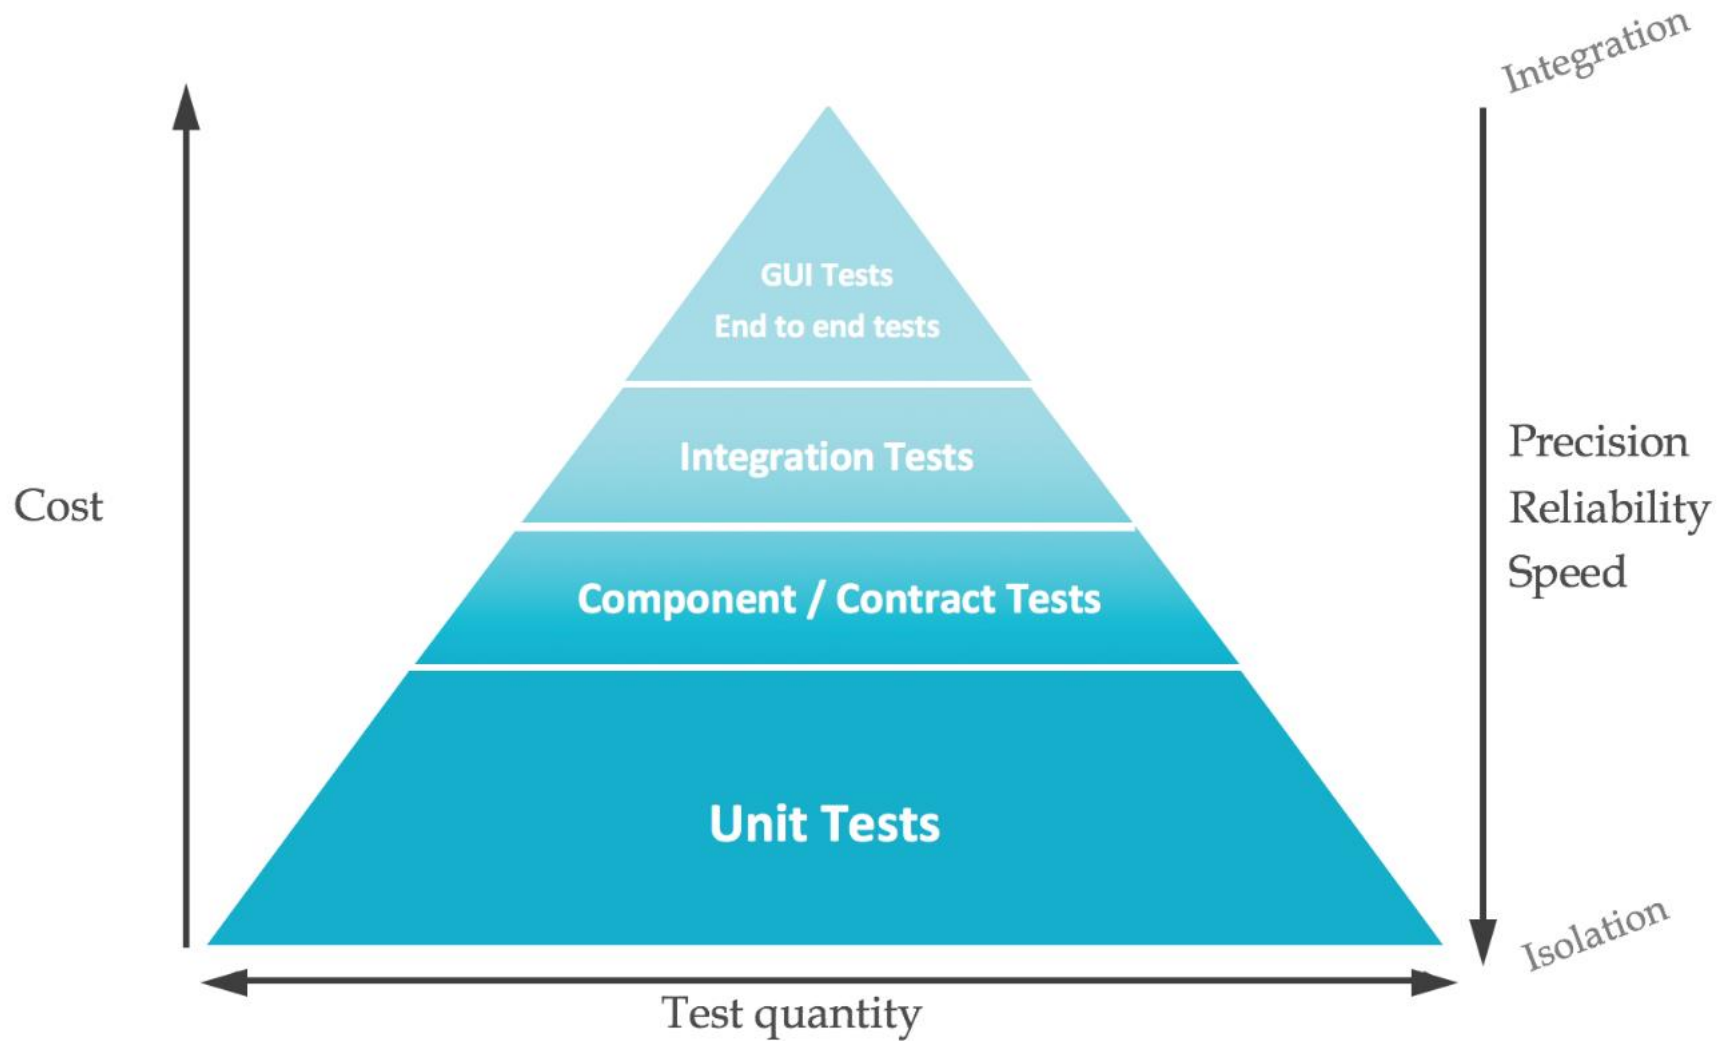 Integration
GUI Tests
End to end tests
Integration Tests
Cost
Precision
Reliability
Speed
Component / Contract Tests
Unit Tests
Isolation
Test quantity